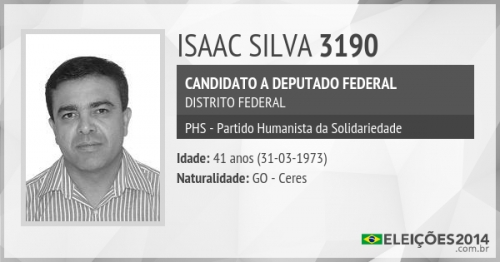 ISAAC SILVA 3190
CANDIDATO A DEPUTADO FEDERAL
DISTRITO FEDERAL
PHS - Partido Humanista da Solidariedade
Idade: 41 anos (31-03-1973)
Naturalidade: GO - Ceres
ELEIÇÕES2014
.com.br